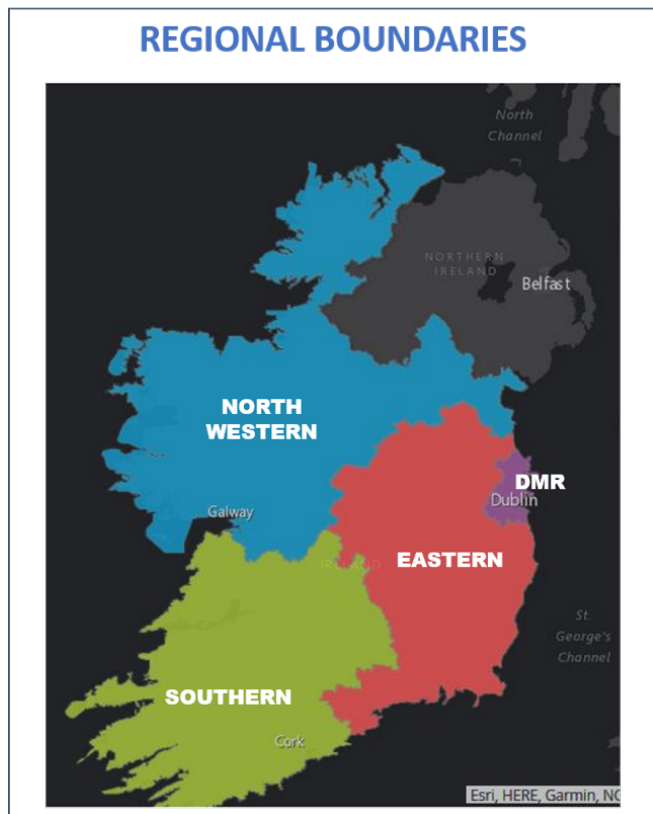 REGIONAL BOUNDARIES
North
Channel
NORTHERN
IRELAND
Belfast
NORTH
WESTERN
DMR
Dublin
Galway
EASTERN
IRELAND
St.
George's
Channel
SOUTHERN
Cork
Esri, HERE, Garmin,